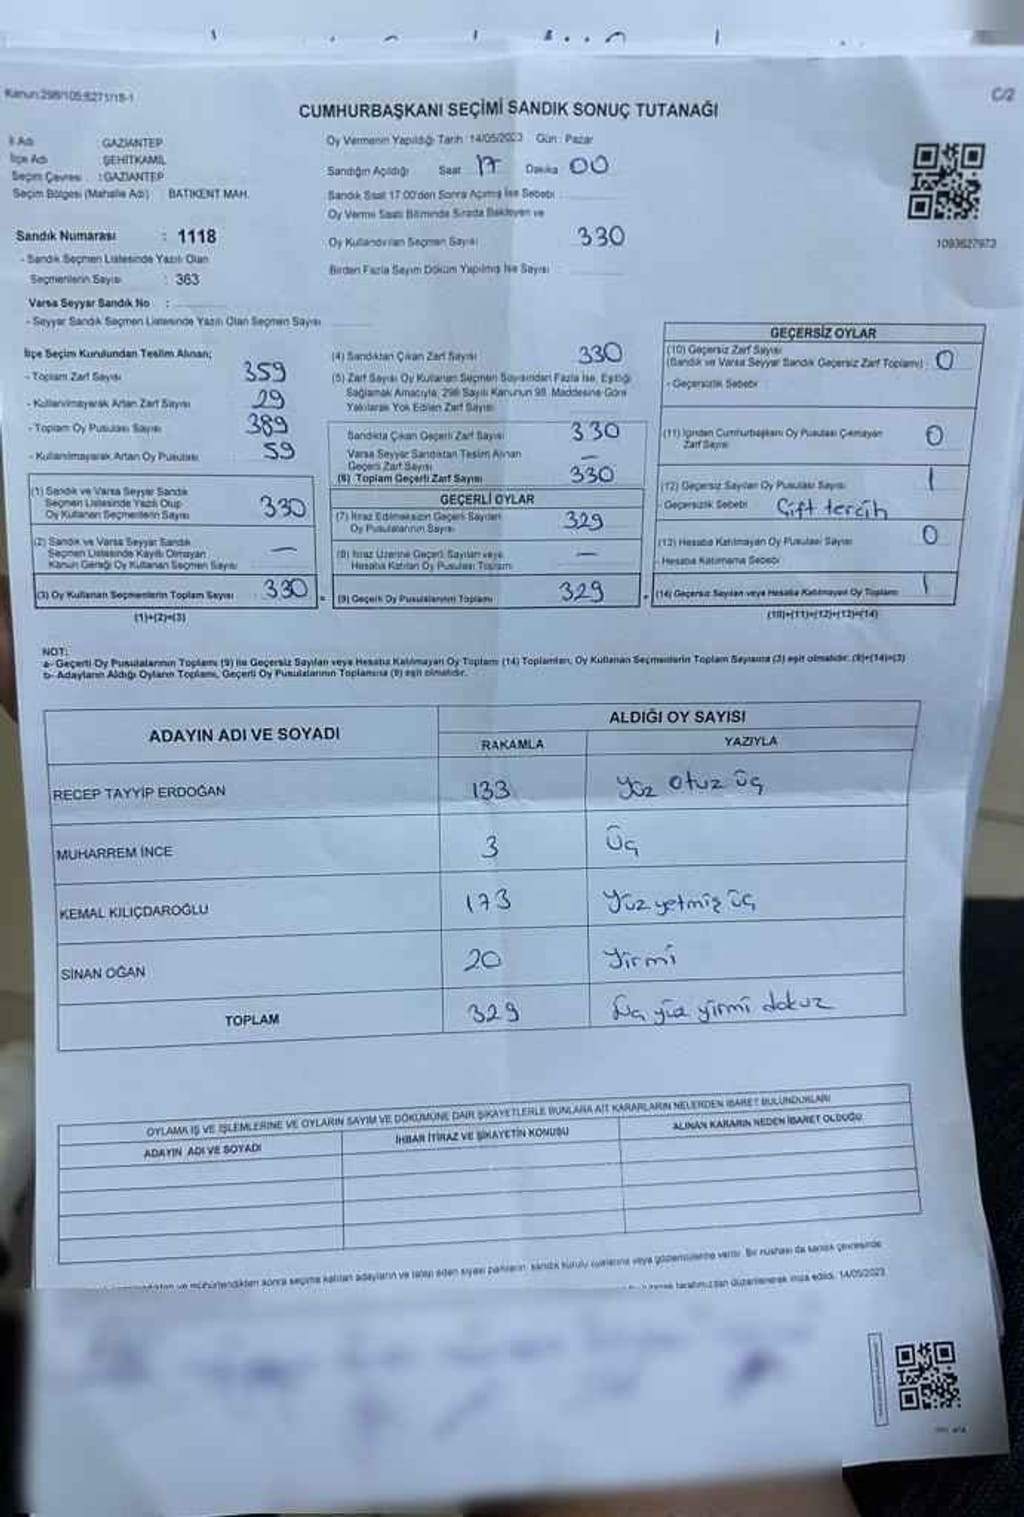 Kanun:298/105;6271/18-1
C/2
CUMHURBAŞKANI SEÇİMİ SANDIK SONUÇ TUTANAĞI
İl Adı : GAZİANTEP
İlçe Adı : ŞEHİTKAMİL
Seçim Çevresi : GAZİANTEP
Seçim Bölgesi (Mahalle Adı) BATIKENT MAH.
Sandık Numarası : 1118
- Sandık Seçmen Listesinde Yazılı Olan
Seçmenlerin Sayısı : 363
Varsa Seyyar Sandık No :
- Seyyar Sandık Seçmen Listesinde Yazılı Olan Seçmen Sayısı
Oy Vermenin Yapıldığı Tarih : 14/05/2023 Gün : Pazar
Sandığın Açıldığı Saat 17 Dakika 00
Sandık Saat 17:00'den Sonra Açılmış İse Sebebi :
Oy Verme Saati Bitiminde Sırada Bekleyen ve
Oy Kullandırılan Seçmen Sayısı 330
Birden Fazla Sayım Döküm Yapılmış İse Sayısı
1093627973
İlçe Seçim Kurulundan Teslim Alınan;
- Toplam Zarf Sayısı 359
- Kullanılmayarak Artan Zarf Sayısı 29
- Toplam Oy Pusulası Sayısı 389
- Kullanılmayarak Artan Oy Pusulası 59
(1) Sandık ve Varsa Seyyar Sandık
Seçmen Listesinde Yazılı Olup
Oy Kullanan Seçmenlerin Sayısı 330
(2) Sandık ve Varsa Seyyar Sandık
Seçmen Listesinde Kayıtlı Olmayan
Kanun Gereği Oy Kullanan Seçmen Sayısı —
(3) Oy Kullanan Seçmenlerin Toplam Sayısı 330 =
(1)+(2)=(3)
(4) Sandıktan Çıkan Zarf Sayısı 330
(5) Zarf Sayısı Oy Kullanan Seçmen Sayısından Fazla İse, Eşitliği
Sağlamak Amacıyla, 298 Sayılı Kanunun 98. Maddesine Göre
Yakılarak Yok Edilen Zarf Sayısı
Sandıkta Çıkan Geçerli Zarf Sayısı 330
Varsa Seyyar Sandıktan Teslim Alınan
Geçerli Zarf Sayısı —
(6) Toplam Geçerli Zarf Sayısı 330
GEÇERLİ OYLAR
(7) İtiraz Edilmeksizin Geçerli Sayılan
Oy Pusulalarının Sayısı 329
(8) İtiraz Üzerine Geçerli Sayılan veya
Hesaba Katılan Oy Pusulası Toplamı —
(9) Geçerli Oy Pusulalarının Toplamı 329 +
GEÇERSİZ OYLAR
(10) Geçersiz Zarf Sayısı
(Sandık ve Varsa Seyyar Sandık Geçersiz Zarf Toplamı) : 0
- Geçersizlik Sebebi
(11) İçinden Cumhurbaşkanı Oy Pusulası Çıkmayan
Zarf Sayısı 0
(12) Geçersiz Sayılan Oy Pusulası Sayısı 1
- Geçersizlik Sebebi Çift tercih
(13) Hesaba Katılmayan Oy Pusulası Sayısı 0
- Hesaba Katılmama Sebebi
(14) Geçersiz Sayılan veya Hesaba Katılmayan Oy Toplamı 1
(10)+(11)+(12)+(13)=(14)
NOT:
a- Geçerli Oy Pusulalarının Toplamı (9) ile Geçersiz Sayılan veya Hesaba Katılmayan Oy Toplamı (14) Toplamları, Oy Kullanan Seçmenlerin Toplam Sayısına (3) eşit olmalıdır. (9)+(14)=(3)
b- Adayların Aldığı Oyların Toplamı, Geçerli Oy Pusulalarının Toplamına (9) eşit olmalıdır.
ADAYIN ADI VE SOYADI ALDIĞI OY SAYISI
RAKAMLA YAZIYLA
RECEP TAYYİP ERDOĞAN 133 Yüz otuz üç
MUHARREM İNCE 3 Üç
KEMAL KILIÇDAROĞLU 173 Yüz yetmiş üç
SİNAN OĞAN 20 Yirmi
TOPLAM 329 Üç yüz yirmi dokuz
OYLAMA İŞ VE İŞLEMLERİNE VE OYLARIN SAYIM VE DÖKÜMÜNE DAİR ŞİKAYETLERLE BUNLARA AİT KARARLARIN NELERDEN İBARET BULUNDUKLARI
ADAYIN ADI VE SOYADI İHBAR İTİRAZ VE ŞİKAYETİN KONUSU ALINAN KARARIN NEDEN İBARET OLDUĞU
mühürlendikten sonra seçime katılan adayların ve talep eden siyasi partilerin, sandık kurulu üyelerine veya gözlemcilerine verilir. Bir nüshası da sandık çevresinde
tarafımızdan düzenlenerek imza edildi. 14/05/2023